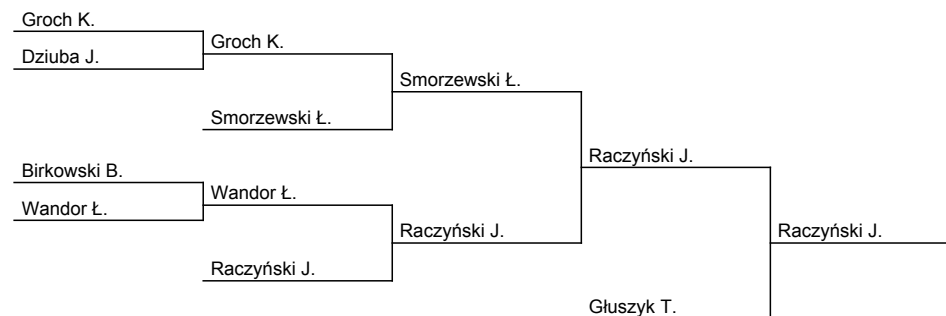 Groch K.
Dziuba J.
Groch K.
Smorzewski Ł.
Smorzewski Ł.
Birkowski B.
Wandor Ł.
Wandor Ł.
Raczyński J.
Raczyński J.
Raczyński J.
Głuszyk T.
Raczyński J.